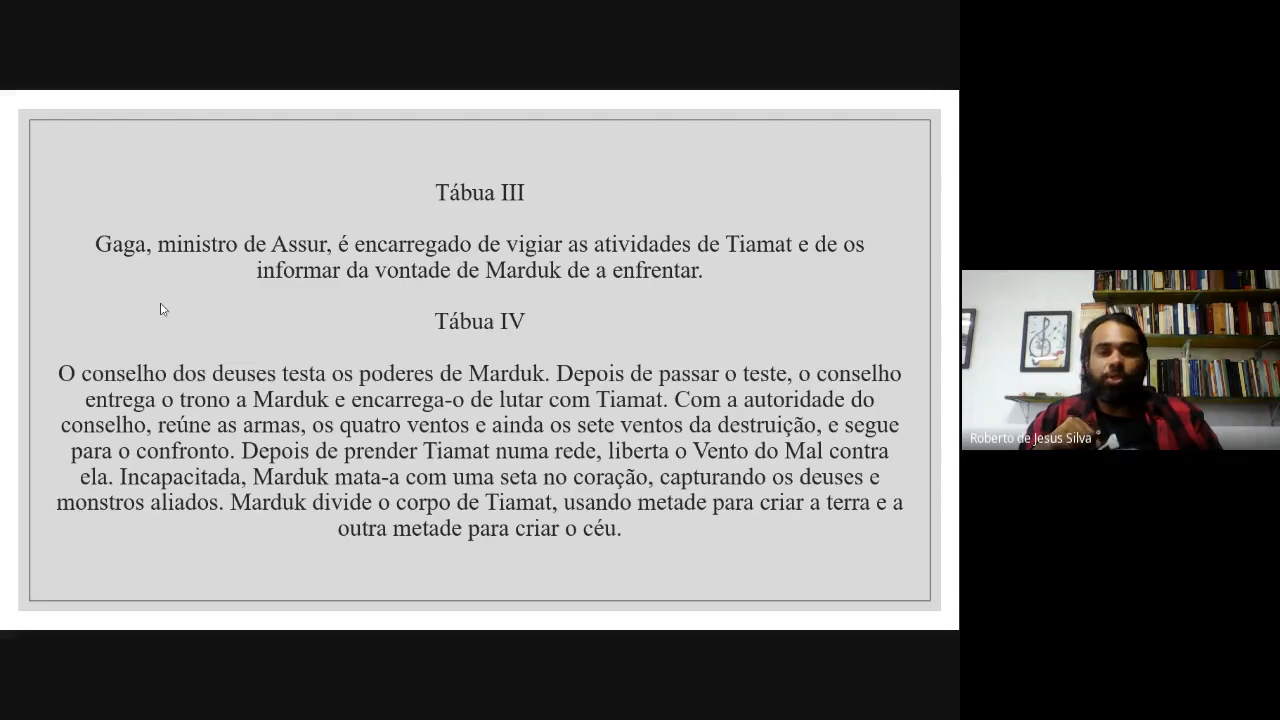 Tábua III
Gaga, ministro de Assur, é encarregado de vigiar as atividades de Tiamat e de os
informar da vontade de Marduk de a enfrentar.
Tábua IV
O conselho dos deuses testa os poderes de Marduk. Depois de passar o teste, o conselho
entrega o trono a Marduk e encarrega-o de lutar com Tiamat. Com a autoridade do
conselho, reúne as armas, os quatro ventos e ainda os sete ventos da destruição, e segue
para o confronto. Depois de prender Tiamat numa rede, liberta o Vento do Mal contra
ela. Incapacitada, Marduk mata-a com uma seta no coração, capturando os deuses e
monstros aliados. Marduk divide o corpo de Tiamat, usando metade para criar a terra e a
outra metade para criar o céu.
Roberto de Jesus Silva